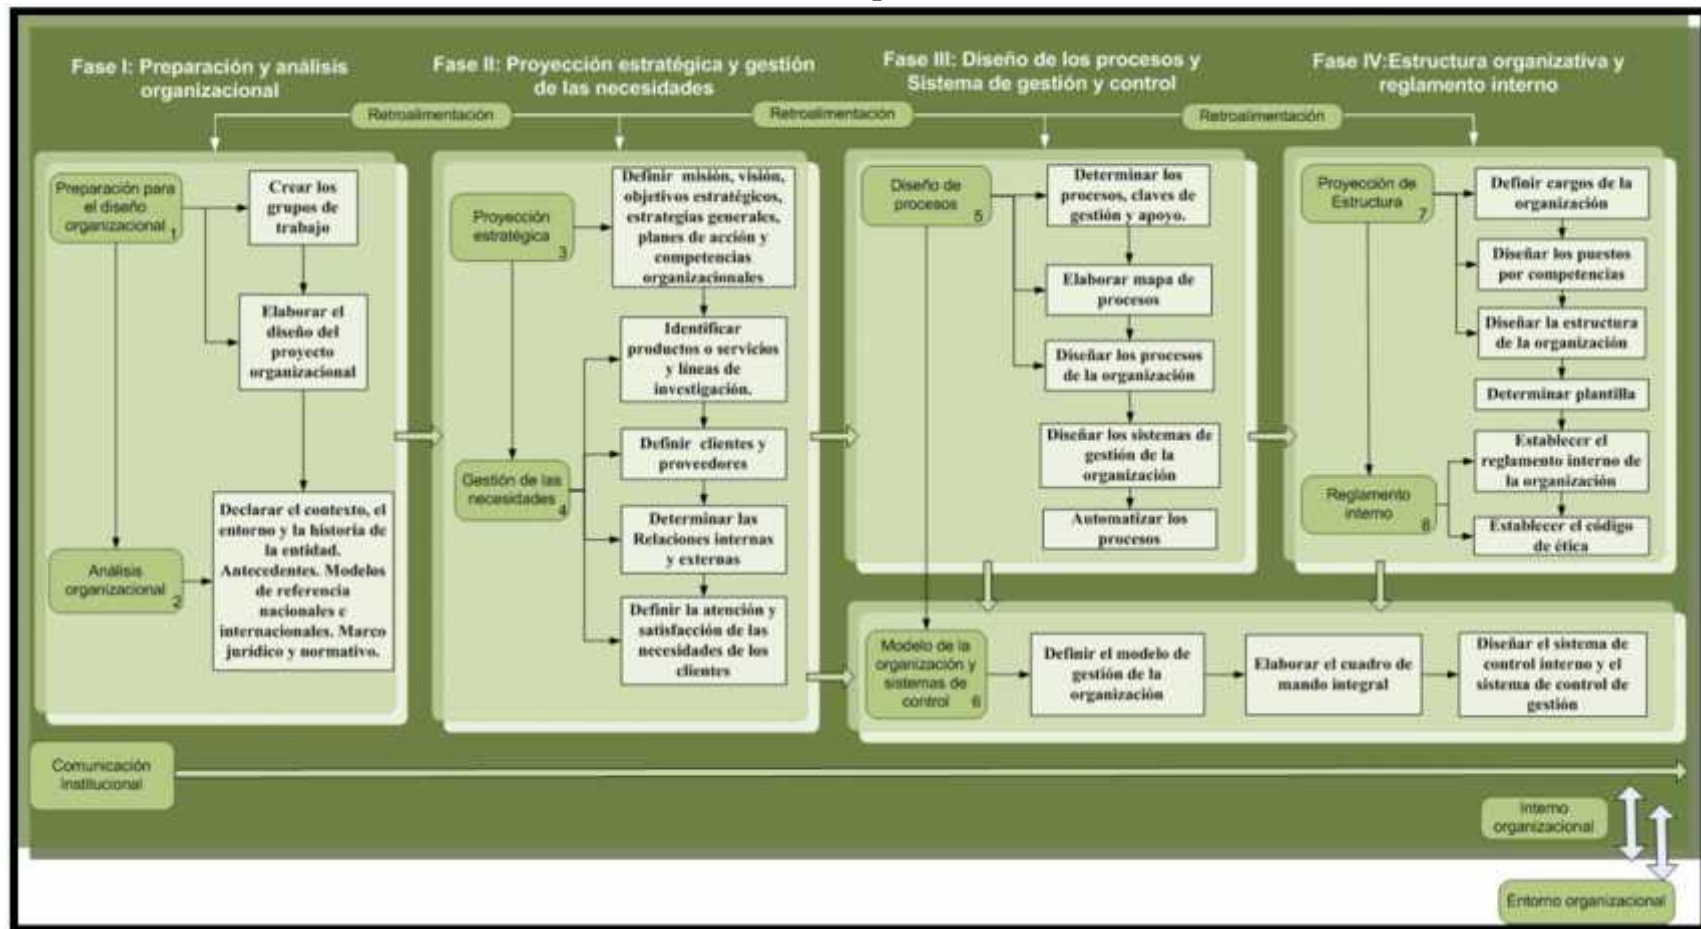 Fase I: Preparación y análisis
organizacional
Fase II: Proyección estratégica y gestión
de las necesidades
Fase III: Diseño de los procesos y
Sistema de gestión y control
Fase IV:Estructura organizativa y
reglamento interno
Retroalimentación
Retroalimentación
Retroalimentación
Preparación para
el diseño
organizacional 1
Crear los
grupos de
trabajo
Elaborar el
diseño del
proyecto
organizacional
Análisis
organizacional 2
Declarar el contexto, el
entorno y la historia de
la entidad.
Antecedentes. Modelos
de referencia
nacionales e
internacionales. Marco
jurídico y normativo.
Proyección
estratégica 3
Definir misión, visión,
objetivos estratégicos,
estrategias generales,
planes de acción y
competencias
organizacionales
Identificar
productos o servicios
y líneas de
investigación.
Gestión de las
necesidades 4
Definir clientes y
proveedores
Determinar las
Relaciones internas
y externas
Definir la atención y
satisfacción de las
necesidades de los
clientes
Diseño de
procesos 5
Determinar los
procesos, claves de
gestión y apoyo.
Elaborar mapa de
procesos
Diseñar los procesos
de la organización
Diseñar los sistemas de
gestión de la
organización
Automatizar los
procesos
Proyección de
Estructura 7
Definir cargos de la
organización
Diseñar los puestos
por competencias
Diseñar la estructura
de la organización
Determinar plantilla
Reglamento
interno 8
Establecer el
reglamento interno de
la organización
Establecer el código
de ética
Modelo de la
organización y
sistemas de
control 6
Definir el modelo de
gestión de la
organización
Elaborar el cuadro de
mando integral
Diseñar el sistema de
control interno y el
sistema de control de
gestión
Comunicación
institucional
Interno
organizacional
Entorno organizacional